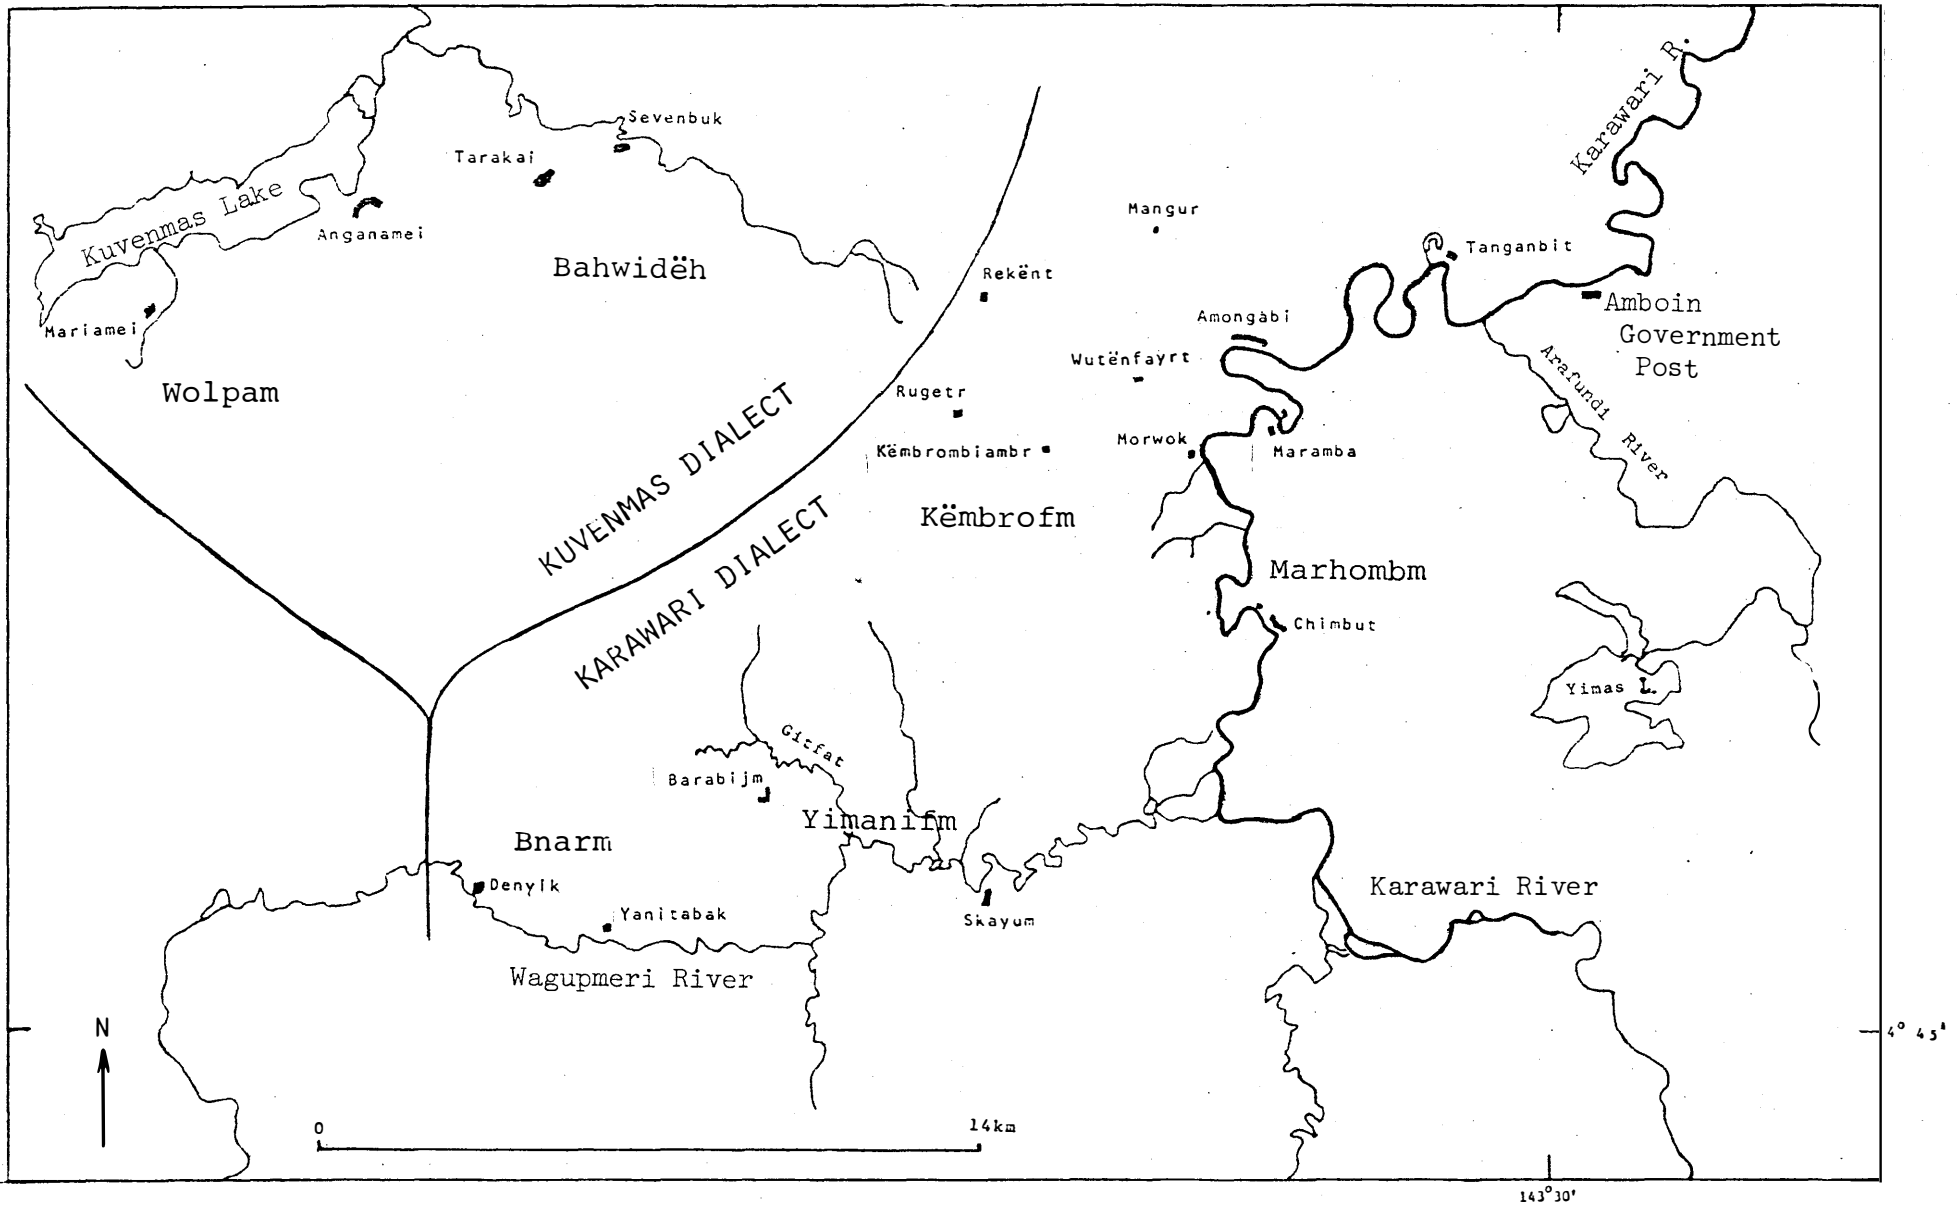 Karawari R.
Sevenbuk
Tarakai
Kuvenmas Lake
Anganamei
Mangur
Tanganbit
Bahwidëh
Rekënt
Mariamei
Amongabi
Amboin
Government
Post
Wutënfayrt
Arafundi
River
Wolpam
Rugetr
KUVENMAS DIALECT
Morwok
Këmbrombiambr
Maramba
KARAWARI DIALECT
Këmbrofm
Marhombm
Chimbut
Yimas L.
Gitfat
Barabijm
Yimanifm
Bnarm
Denyik
Karawari River
Yanitabak
Skayum
Wagupmeri River
N
4° 45'
0
14km
143°30'